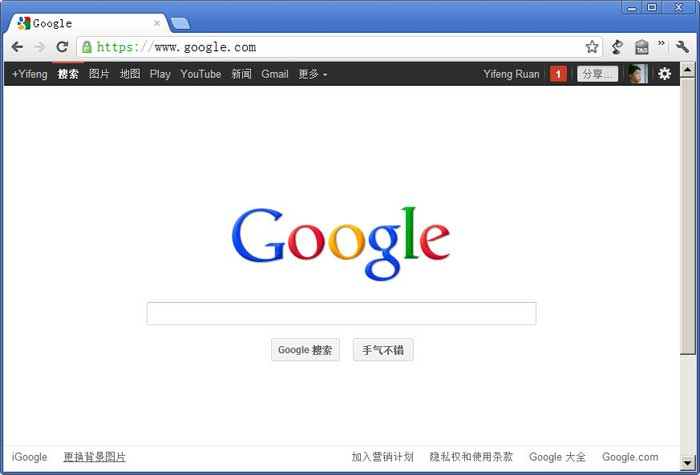 Google
https://www.google.com
+Yifeng 搜索 图片 地图 Play YouTube 新闻 Gmail 更多 Yifeng Ruan 1 分享...
Google
Google 搜索 手气不错
iGoogle 更换背景图片 加入营销计划 隐私权和使用条款 Google 大全 Google.com